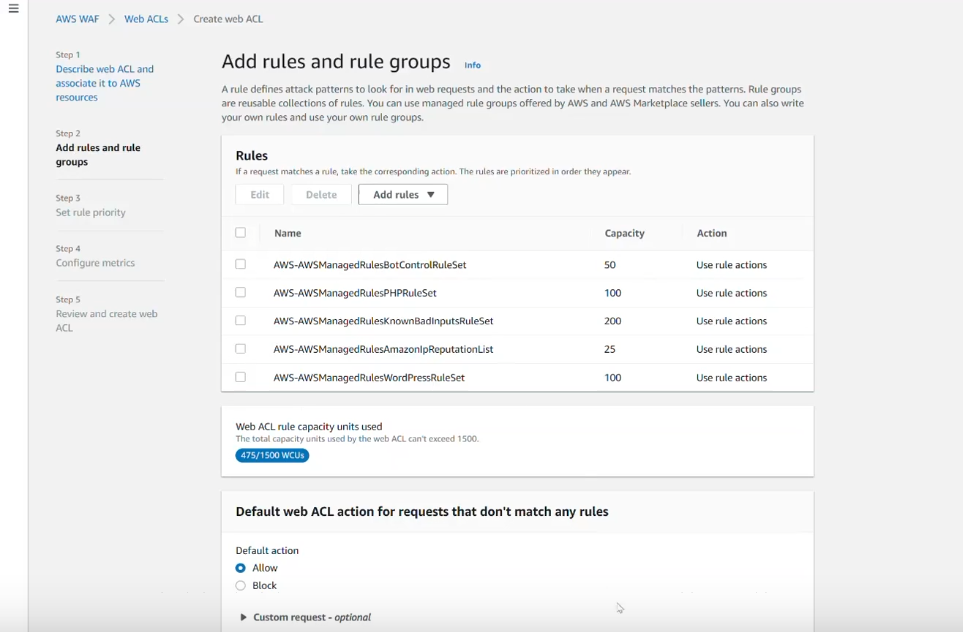 AWS WAF > Web ACLs > Create web ACL
Step 1
Describe web ACL and
associate it to AWS
resources
Step 2
Add rules and rule
groups
Step 3
Set rule priority
Step 4
Configure metrics
Step 5
Review and create web
ACL
Add rules and rule groups Info
A rule defines attack patterns to look for in web requests and the action to take when a request matches the patterns. Rule groups
are reusable collections of rules. You can use managed rule groups offered by AWS and AWS Marketplace sellers. You can also write
your own rules and use your own rule groups.
Rules
If a request matches a rule, take the corresponding action. The rules are prioritized in order they appear.
Edit Delete Add rules
Name Capacity Action
AWS-AWSManagedRulesBotControlRuleSet 50 Use rule actions
AWS-AWSManagedRulesPHPRuleSet 100 Use rule actions
AWS-AWSManagedRulesKnownBadInputsRuleSet 200 Use rule actions
AWS-AWSManagedRulesAmazonIpReputationList 25 Use rule actions
AWS-AWSManagedRulesWordPressRuleSet 100 Use rule actions
Web ACL rule capacity units used
The total capacity units used by the web ACL can't exceed 1500.
475/1500 WCUs
Default web ACL action for requests that don't match any rules
Default action
Allow
Block
Custom request - optional